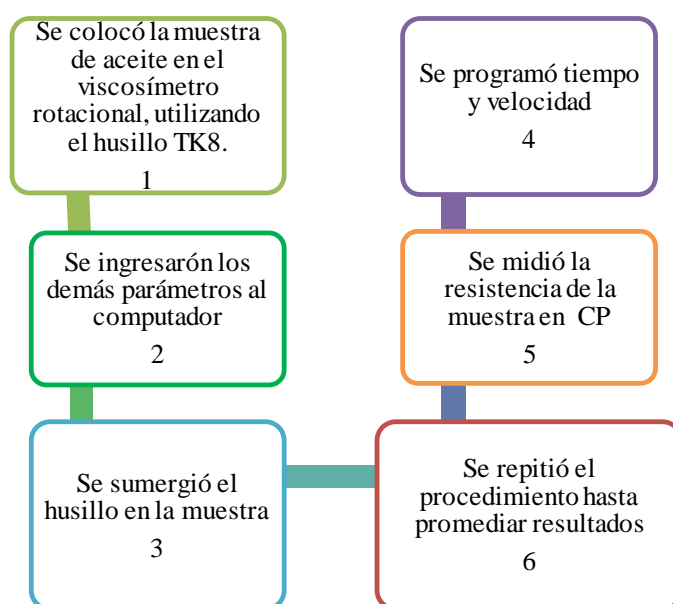 Se colocó la muestra
de aceite en el
viscosímetro
rotacional, utilizando
el husillo TK8.
1
Se ingresarón los
demás parámetros al
computador
2
Se sumergió el
husillo en la muestra
3
Se programó tiempo
y velocidad
4
Se midió la
resistencia de la
muestra en CP
5
Se repitió el
procedimiento hasta
promediar resultados
6